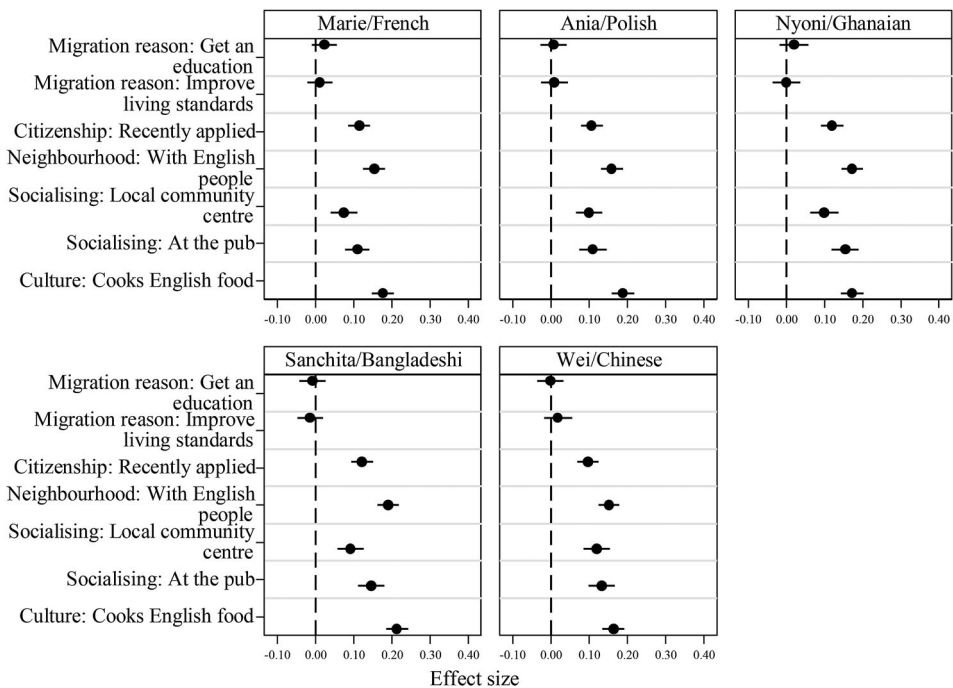 Marie/French
Ania/Polish
Nyoni/Ghanaian
Migration reason: Get an
education
Migration reason: Improve
living standards
Citizenship: Recently applied
Neighbourhood: With English
people
Socialising: Local community
centre
Socialising: At the pub
Culture: Cooks English food
-0.10 0.00 0.10 0.20 0.30 0.40
-0.10 0.00 0.10 0.20 0.30 0.40
-0.10 0.00 0.10 0.20 0.30 0.40
Sanchita/Bangladeshi
Wei/Chinese
Migration reason: Get an
education
Migration reason: Improve
living standards
Citizenship: Recently applied
Neighbourhood: With English
people
Socialising: Local community
centre
Socialising: At the pub
Culture: Cooks English food
-0.10 0.00 0.10 0.20 0.30 0.40
-0.10 0.00 0.10 0.20 0.30 0.40
Effect size